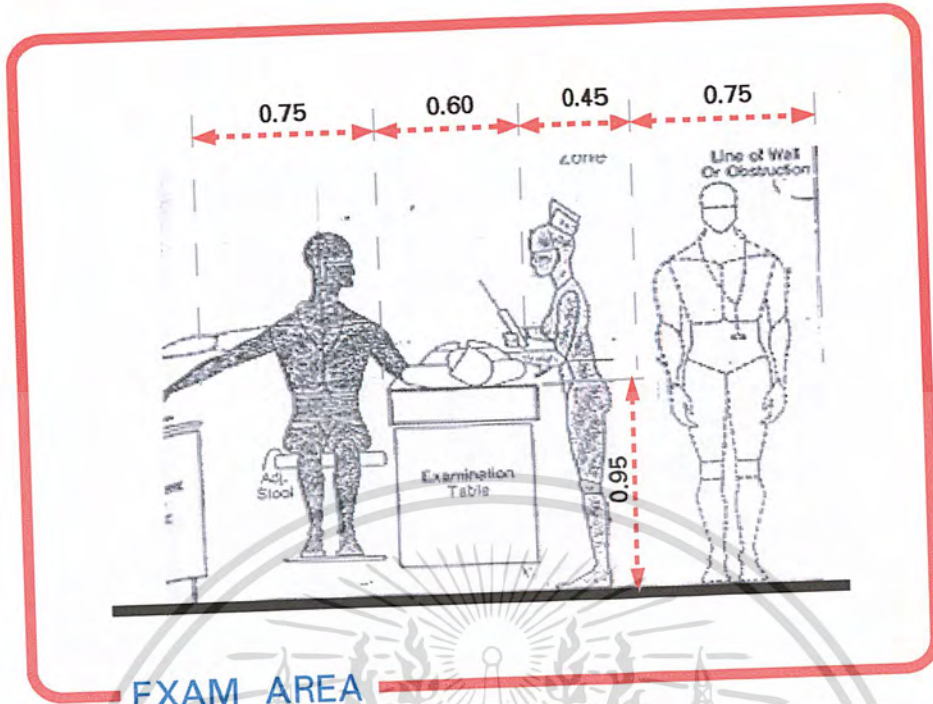 0.75 0.60 0.45 0.75
Zone
Line of Wall
Or Obstruction
Adj.
Stool
Examination
Table
0.95
EXAM AREA